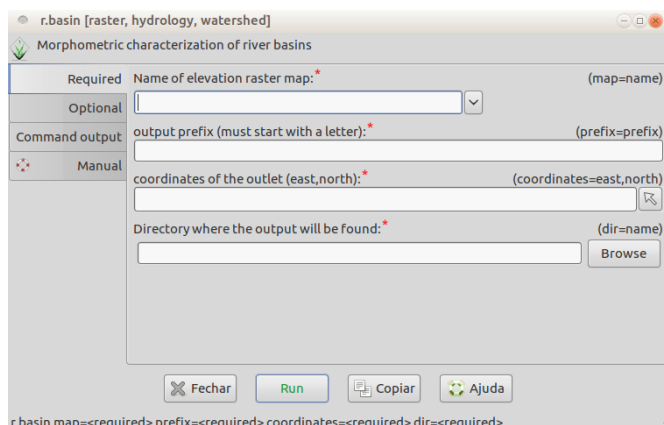 r.basin [raster, hydrology, watershed]
Morphometric characterization of river basins
Required
Optional
Command output
Manual
Name of elevation raster map:* (map=name)
output prefix (must start with a letter):* (prefix=prefix)
coordinates of the outlet (east,north):* (coordinates=east,north)
Directory where the output will be found:* (dir=name)
Browse
Fechar Run Copiar Ajuda
r.basin map=<required> prefix=<required> coordinates=<required> dir=<required>